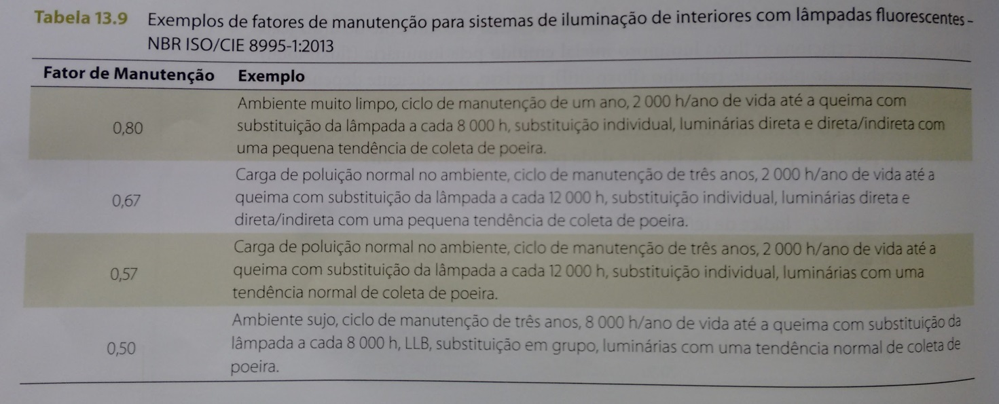 Tabela 13.9 Exemplos de fatores de manutenção para sistemas de iluminação de interiores com lâmpadas fluorescentes –
NBR ISO/CIE 8995-1:2013
Fator de Manutenção Exemplo
Ambiente muito limpo, ciclo de manutenção de um ano, 2 000 h/ano de vida até a queima com
0,80 substituição da lâmpada a cada 8 000 h, substituição individual, luminárias direta e direta/indireta com
uma pequena tendência de coleta de poeira.
Carga de poluição normal no ambiente, ciclo de manutenção de três anos, 2 000 h/ano de vida até a
0,67 queima com substituição da lâmpada a cada 12 000 h, substituição individual, luminárias direta e
direta/indireta com uma pequena tendência de coleta de poeira.
Carga de poluição normal no ambiente, ciclo de manutenção de três anos, 2 000 h/ano de vida até a
0,57 queima com substituição da lâmpada a cada 12 000 h, substituição individual, luminárias com uma
tendência normal de coleta de poeira.
Ambiente sujo, ciclo de manutenção de três anos, 8 000 h/ano de vida até a queima com substituição da
0,50 lâmpada a cada 8 000 h, LLB, substituição em grupo, luminárias com uma tendência normal de coleta de
poeira.